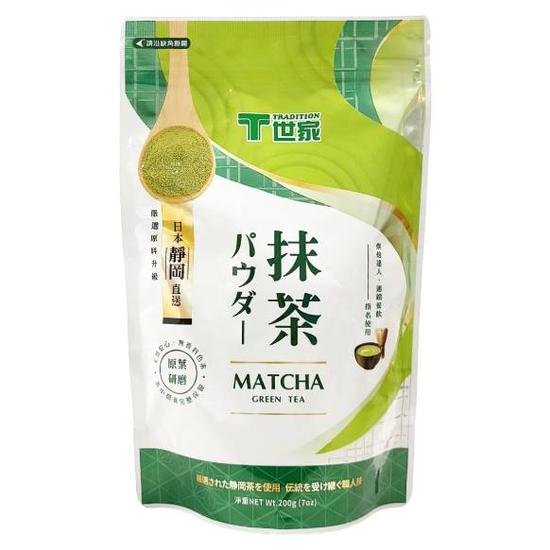 請沿缺角撕開
TRADITION
T世家
嚴選原料升級
日本靜岡直送
抹茶
パウダー
烘焙達人、連鎖餐飲
指名使用
原葉
研磨
MATCHA
GREEN TEA
嚴選された静岡茶を使用 伝統を受け継ぐ職人技
淨重NET Wt.200g (7oz)